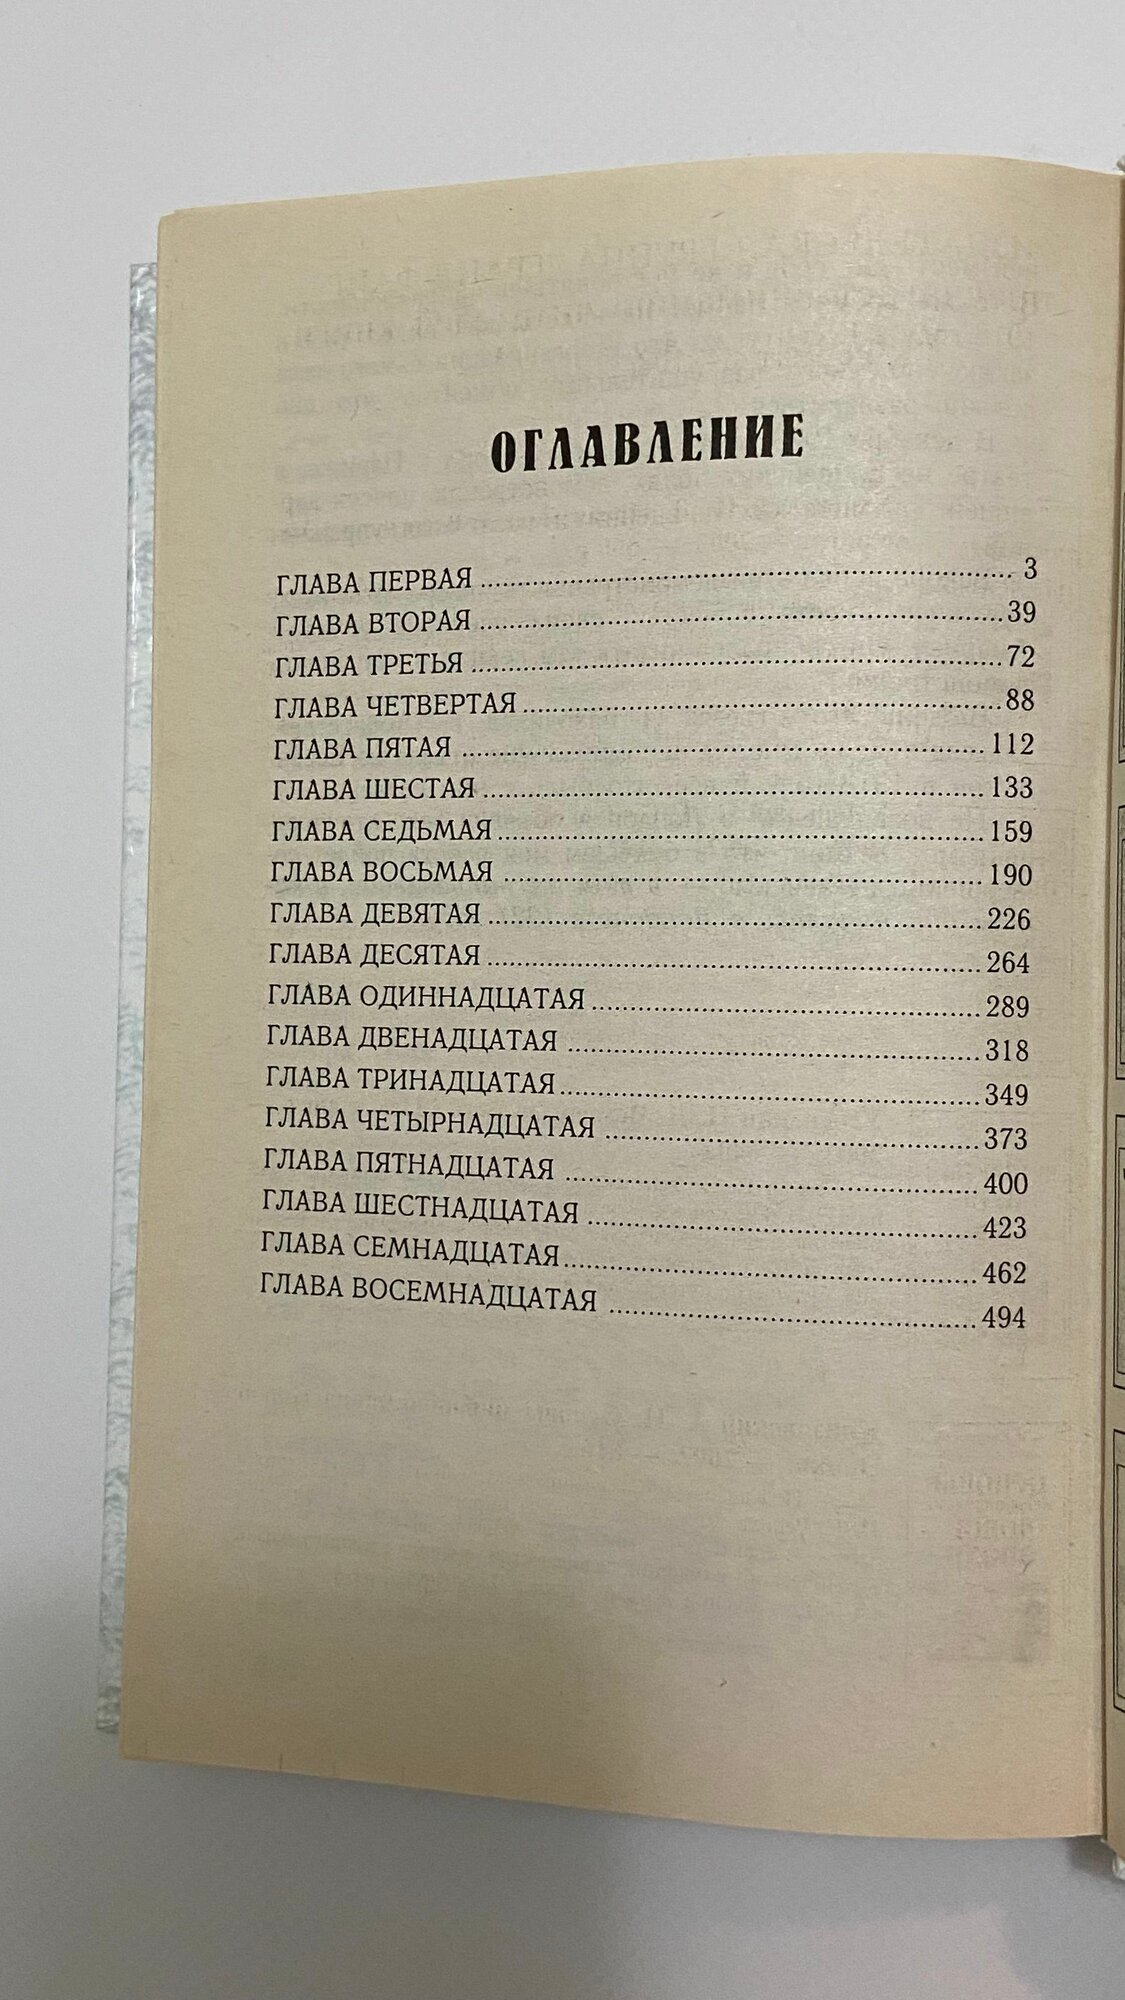 ОГЛАВЛЕНИЕ
ГЛАВА ПЕРВАЯ ........ 3
ГЛАВА ВТОРАЯ ........ 39
ГЛАВА ТРЕТЬЯ ........ 72
ГЛАВА ЧЕТВЕРТАЯ ........ 88
ГЛАВА ПЯТАЯ ........ 112
ГЛАВА ШЕСТАЯ ........ 133
ГЛАВА СЕДЬМАЯ ........ 159
ГЛАВА ВОСЬМАЯ ........ 190
ГЛАВА ДЕВЯТАЯ ........ 226
ГЛАВА ДЕСЯТАЯ ........ 264
ГЛАВА ОДИННАДЦАТАЯ ........ 289
ГЛАВА ДВЕНАДЦАТАЯ ........ 318
ГЛАВА ТРИНАДЦАТАЯ ........ 349
ГЛАВА ЧЕТЫРНАДЦАТАЯ ........ 373
ГЛАВА ПЯТНАДЦАТАЯ ........ 400
ГЛАВА ШЕСТНАДЦАТАЯ ........ 423
ГЛАВА СЕМНАДЦАТАЯ ........ 462
ГЛАВА ВОСЕМНАДЦАТАЯ ........ 494